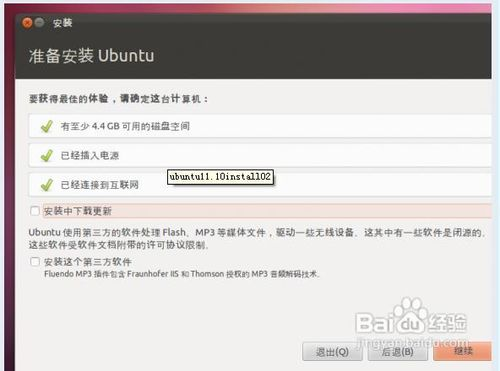 安装
准备安装 Ubuntu
要获得最佳的体验，请确定这台计算机：
有至少 4.4 GB 可用的磁盘空间
已经插入电源
ubuntu11.10install02
已经连接到互联网
安装中下载更新
Ubuntu 使用第三方的软件处理 Flash、MP3 等媒体文件，驱动一些无线设备。这其中有一些软件是闭源的。
这些软件受软件文档附带的许可协议限制.
安装这个第三方软件
Fluendo MP3 插件包含 Fraunhofer IIS 和 Thomson 授权的 MP3 音频解码技术.
Baidu经验
jingyan.baidu.com
退出(Q)
后退(B)
继续